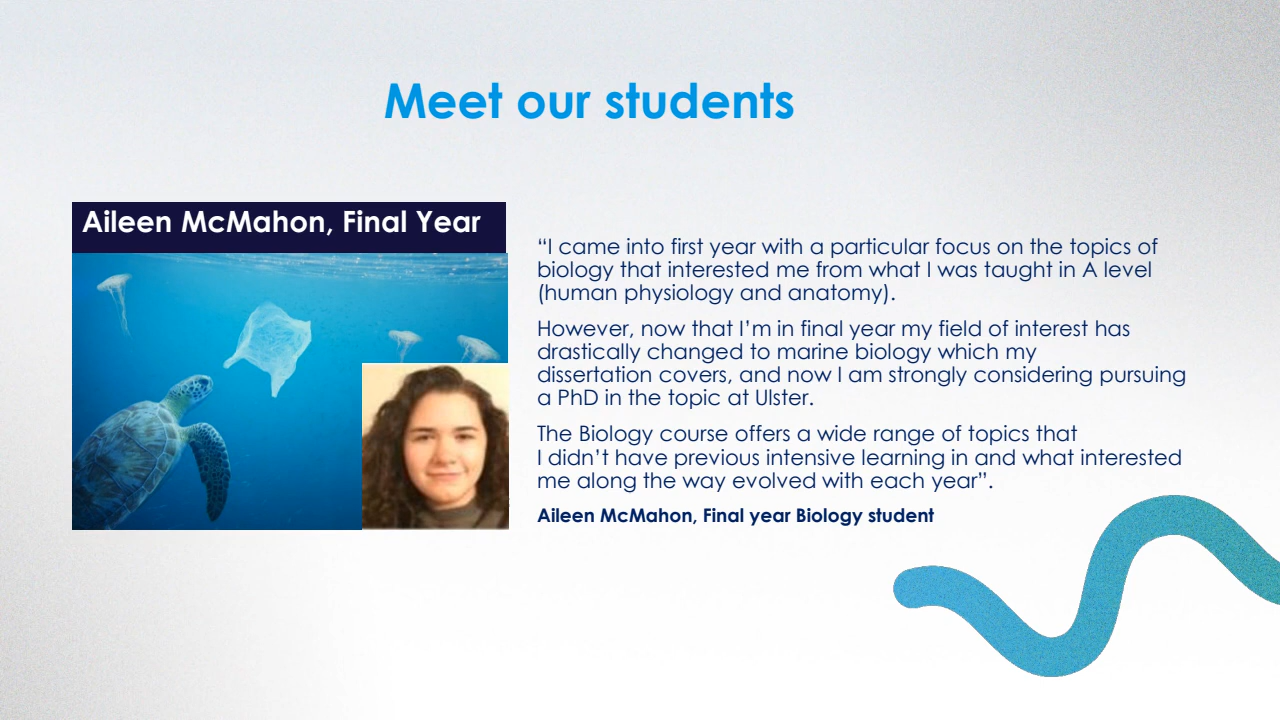 Meet our students
Aileen McMahon, Final Year
“I came into first year with a particular focus on the topics of
biology that interested me from what I was taught in A level
(human physiology and anatomy).
However, now that I’m in final year my field of interest has
drastically changed to marine biology which my
dissertation covers, and now I am strongly considering pursuing
a PhD in the topic at Ulster.
The Biology course offers a wide range of topics that
I didn’t have previous intensive learning in and what interested
me along the way evolved with each year”.
Aileen McMahon, Final year Biology student